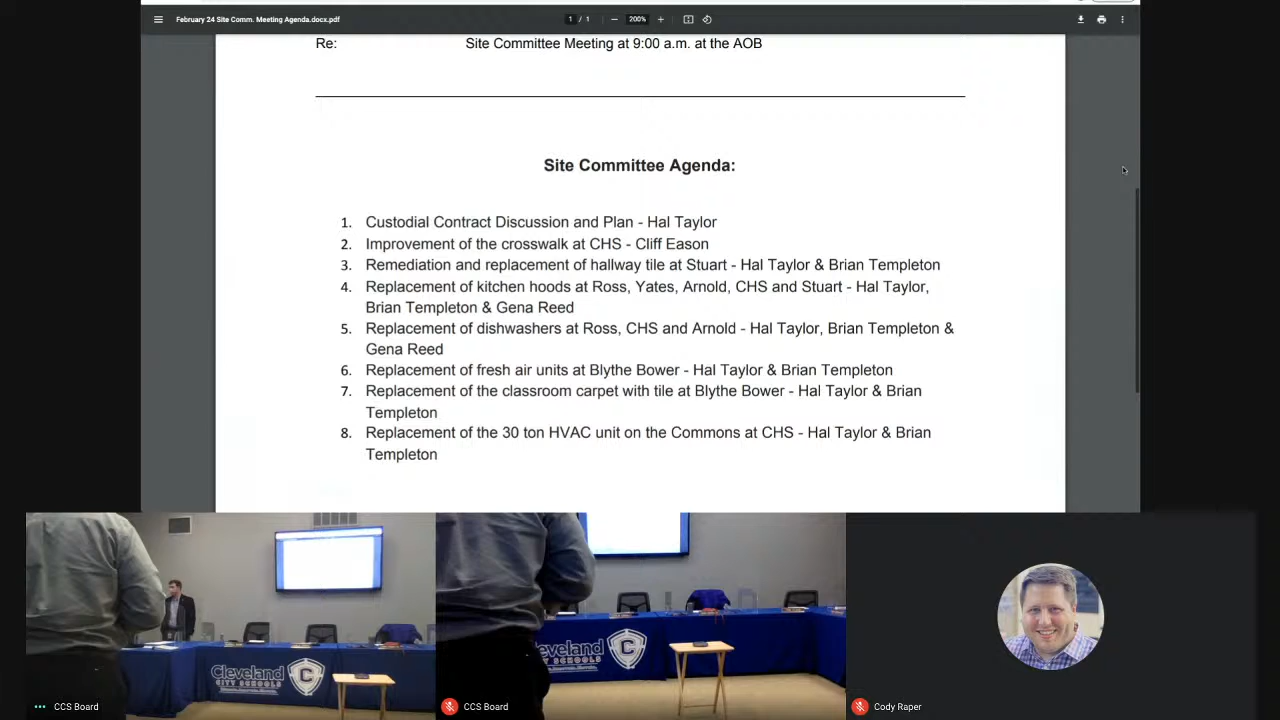 February 24 Site Comm. Meeting Agenda.docx.pdf
1 / 1
200%
Re: Site Committee Meeting at 9:00 a.m. at the AOB
Site Committee Agenda:
1. Custodial Contract Discussion and Plan - Hal Taylor
2. Improvement of the crosswalk at CHS - Cliff Eason
3. Remediation and replacement of hallway tile at Stuart - Hal Taylor & Brian Templeton
4. Replacement of kitchen hoods at Ross, Yates, Arnold, CHS and Stuart - Hal Taylor,
Brian Templeton & Gena Reed
5. Replacement of dishwashers at Ross, CHS and Arnold - Hal Taylor, Brian Templeton &
Gena Reed
6. Replacement of fresh air units at Blythe Bower - Hal Taylor & Brian Templeton
7. Replacement of the classroom carpet with tile at Blythe Bower - Hal Taylor & Brian
Templeton
8. Replacement of the 30 ton HVAC unit on the Commons at CHS - Hal Taylor & Brian
Templeton
Cleveland
CITY SCHOOLS
C
eveland
SCHOOLS
C
CCS Board
CCS Board
Cody Raper